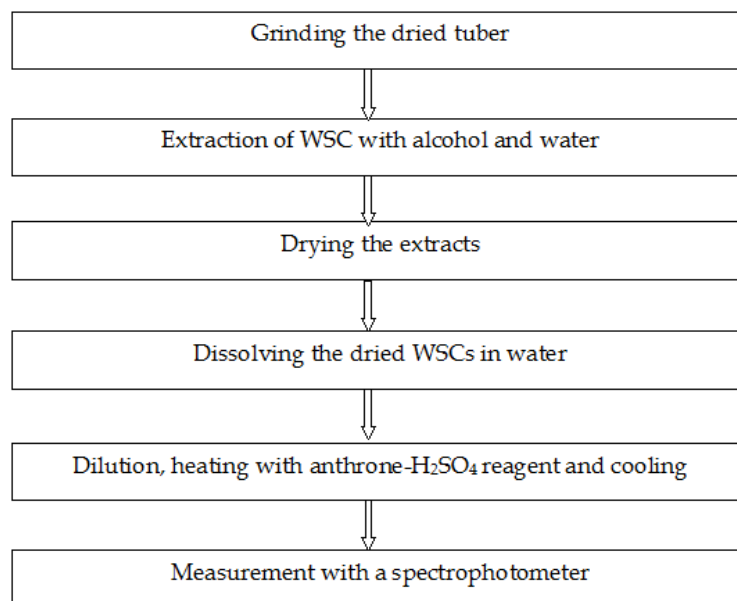 Grinding the dried tuber
Extraction of WSC with alcohol and water
Drying the extracts
Dissolving the dried WSCs in water
Dilution, heating with anthrone-H₂SO₄ reagent and cooling
Measurement with a spectrophotometer